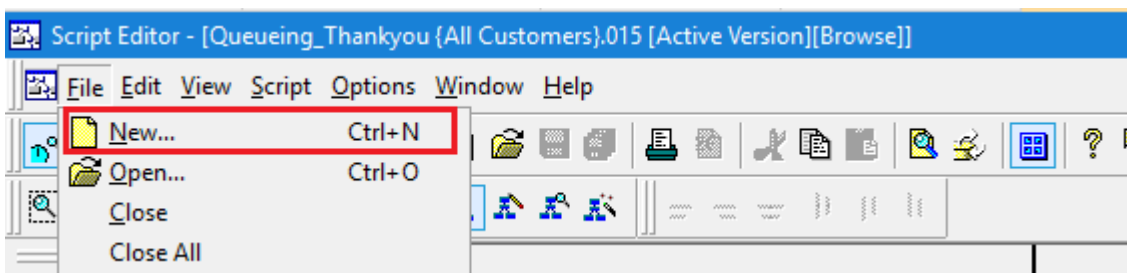 Script Editor - [Queueing_Thankyou {All Customers}.015 [Active Version][Browse]]
File Edit View Script Options Window Help
New... Ctrl+N
Open... Ctrl+O
Close
Close All